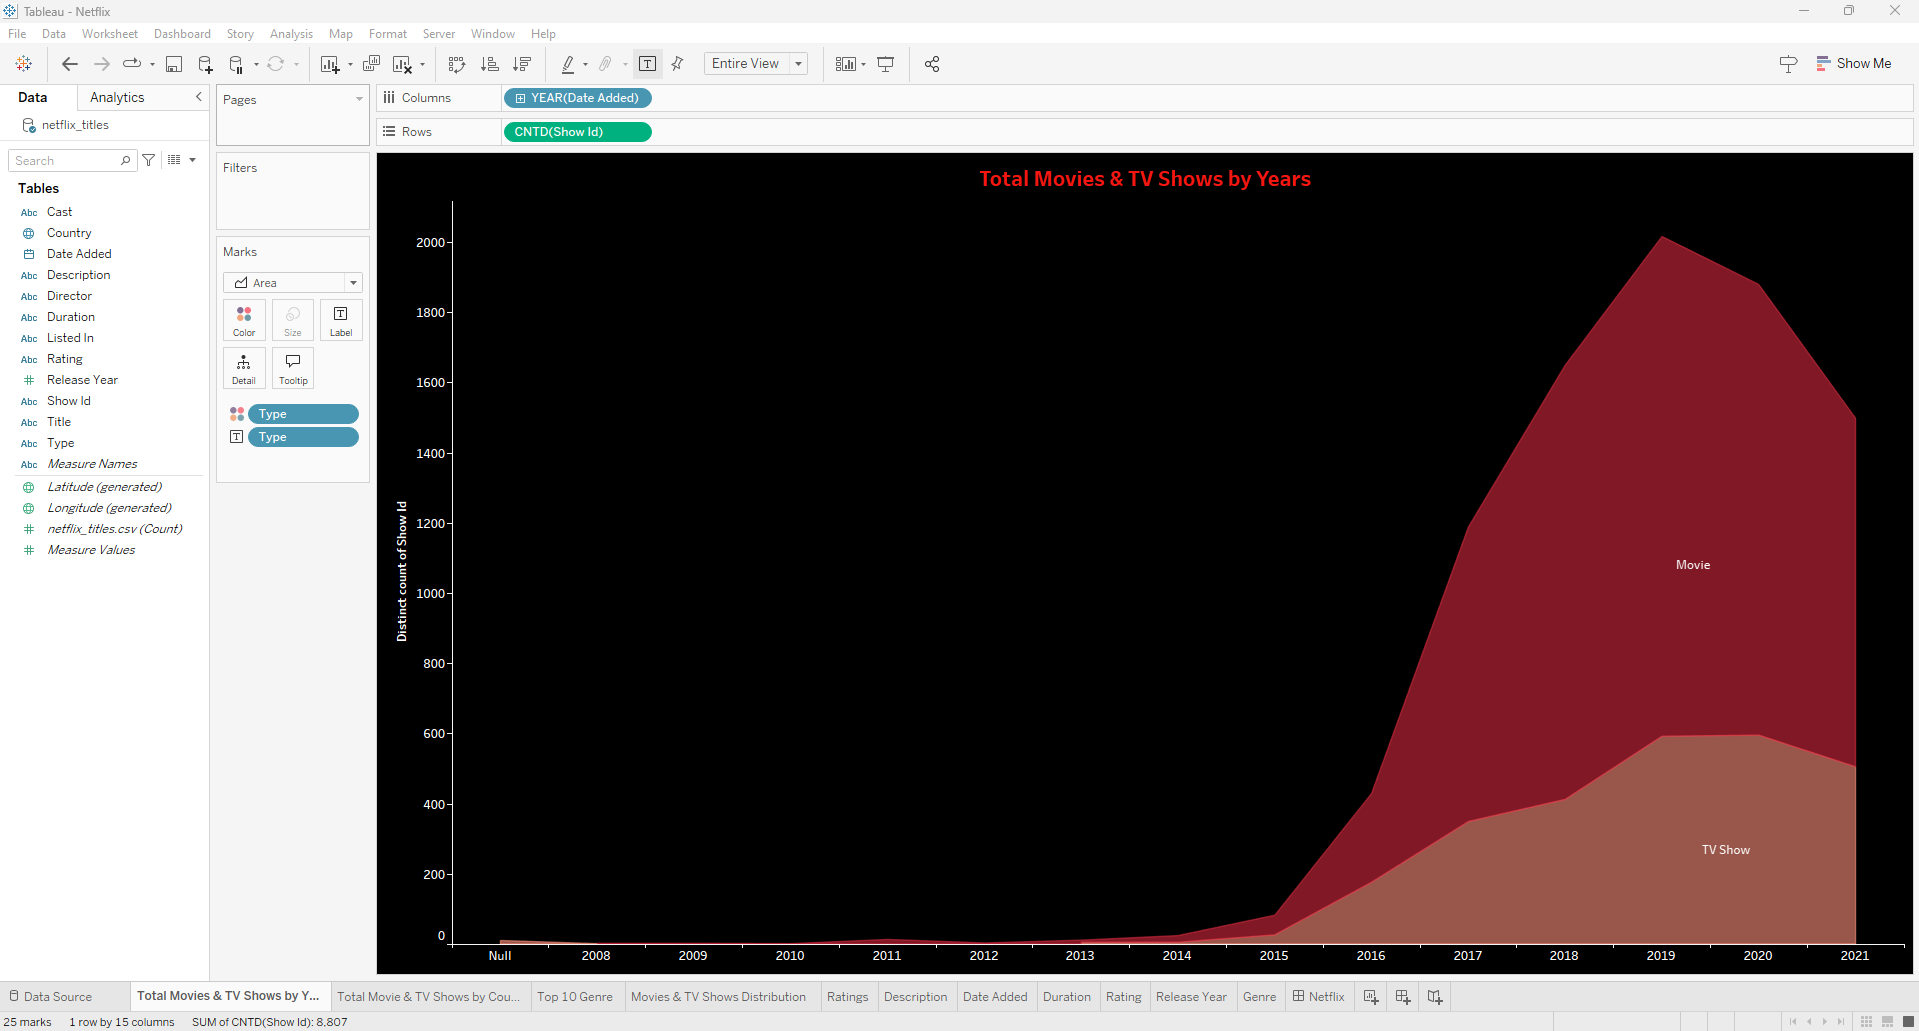 Tableau - Netflix
File Data Worksheet Dashboard Story Analysis Map Format Server Window Help
Entire View
Show Me
Data Analytics
netflix_titles
Search
Tables
Abc Cast
Country
Date Added
Abc Description
Abc Director
Abc Duration
Abc Listed In
Abc Rating
Release Year
Abc Show Id
Abc Title
Abc Type
Abc Measure Names
Latitude (generated)
Longitude (generated)
netflix_titles.csv (Count)
Measure Values
Pages
Filters
Marks
Area
Color Size Label
Detail Tooltip
Type
Type
Columns YEAR(Date Added)
Rows CNTD(Show Id)
Total Movies & TV Shows by Years
Distinct count of Show Id
2000
1800
1600
1400
1200
1000
800
600
400
200
0
Movie
TV Show
Null 2008 2009 2010 2011 2012 2013 2014 2015 2016 2017 2018 2019 2020 2021
Data Source Total Movies & TV Shows by Y... Total Movie & TV Shows by Cou... Top 10 Genre Movies & TV Shows Distribution Ratings Description Date Added Duration Rating Release Year Genre Netflix
25 marks 1 row by 15 columns SUM of CNTD(Show Id): 8,807